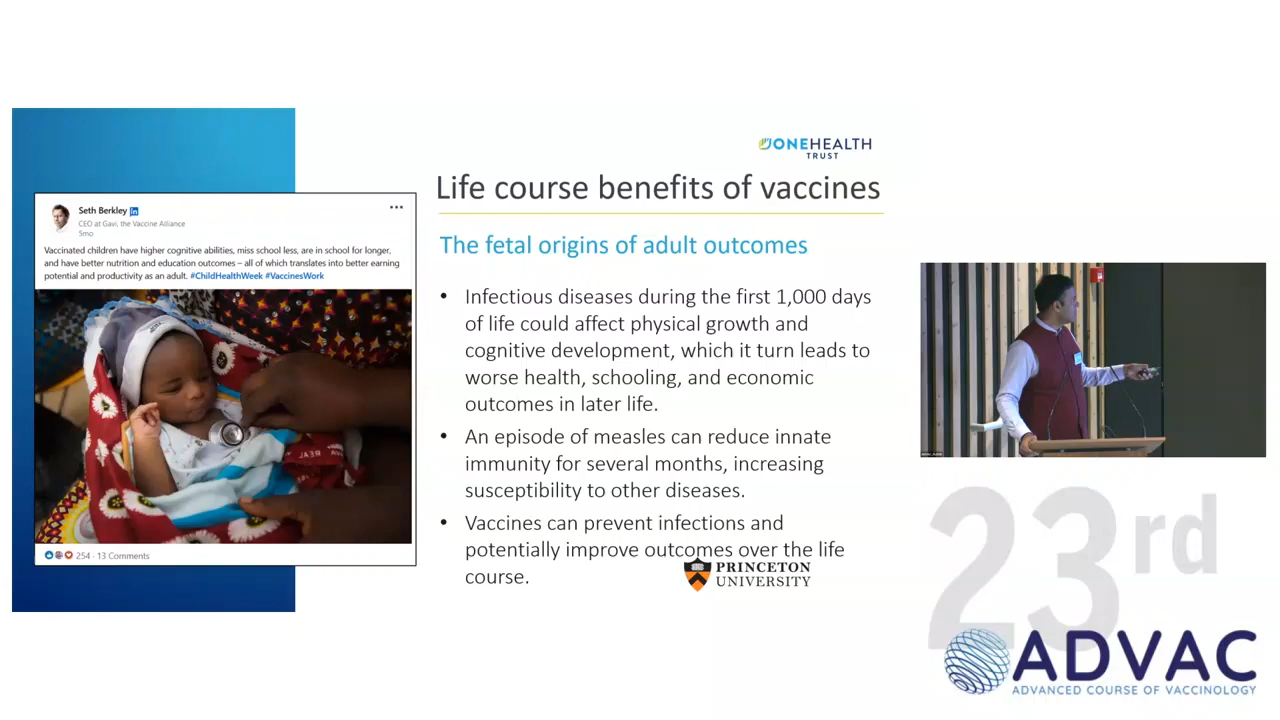 ONEHEALTH
TRUST
Life course benefits of vaccines
The fetal origins of adult outcomes
Seth Berkley in
CEO at Gavi, the Vaccine Alliance
5mo
Vaccinated children have higher cognitive abilities, miss school less, are in school for longer,
and have better nutrition and education outcomes – all of which translates into better earning
potential and productivity as an adult. #ChildHealthWeek #VaccinesWork
254 · 13 Comments
• Infectious diseases during the first 1,000 days
of life could affect physical growth and
cognitive development, which it turn leads to
worse health, schooling, and economic
outcomes in later life.
• An episode of measles can reduce innate
immunity for several months, increasing
susceptibility to other diseases.
• Vaccines can prevent infections and
potentially improve outcomes over the life
course.
PRINCETON
UNIVERSITY
23rd
ADVAC
ADVANCED COURSE OF VACCINOLOGY